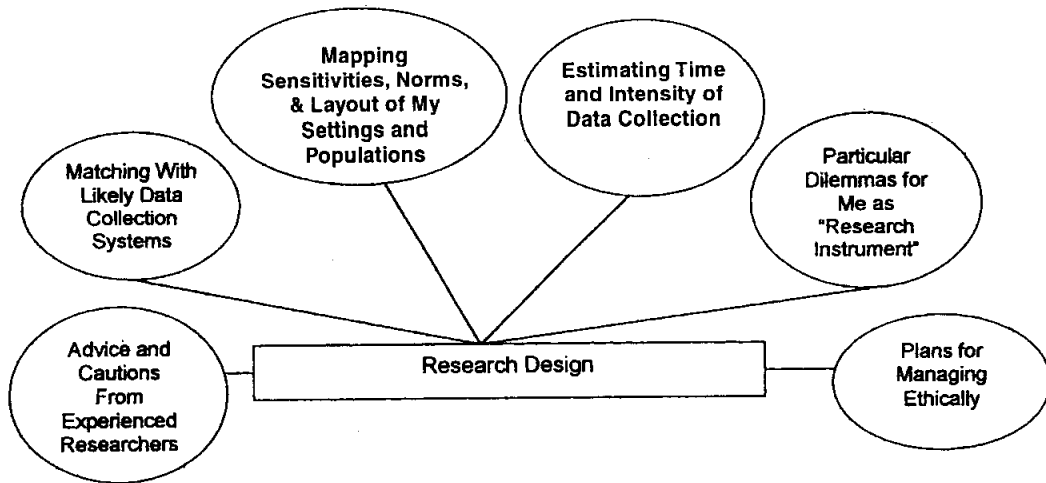 Mapping
Sensitivities, Norms,
& Layout of My
Settings and
Populations
Estimating Time
and Intensity of
Data Collection
Matching With
Likely Data
Collection
Systems
Particular
Dilemmas for
Me as
"Research
Instrument"
Advice and
Cautions
From
Experienced
Researchers
Research Design
Plans for
Managing
Ethically